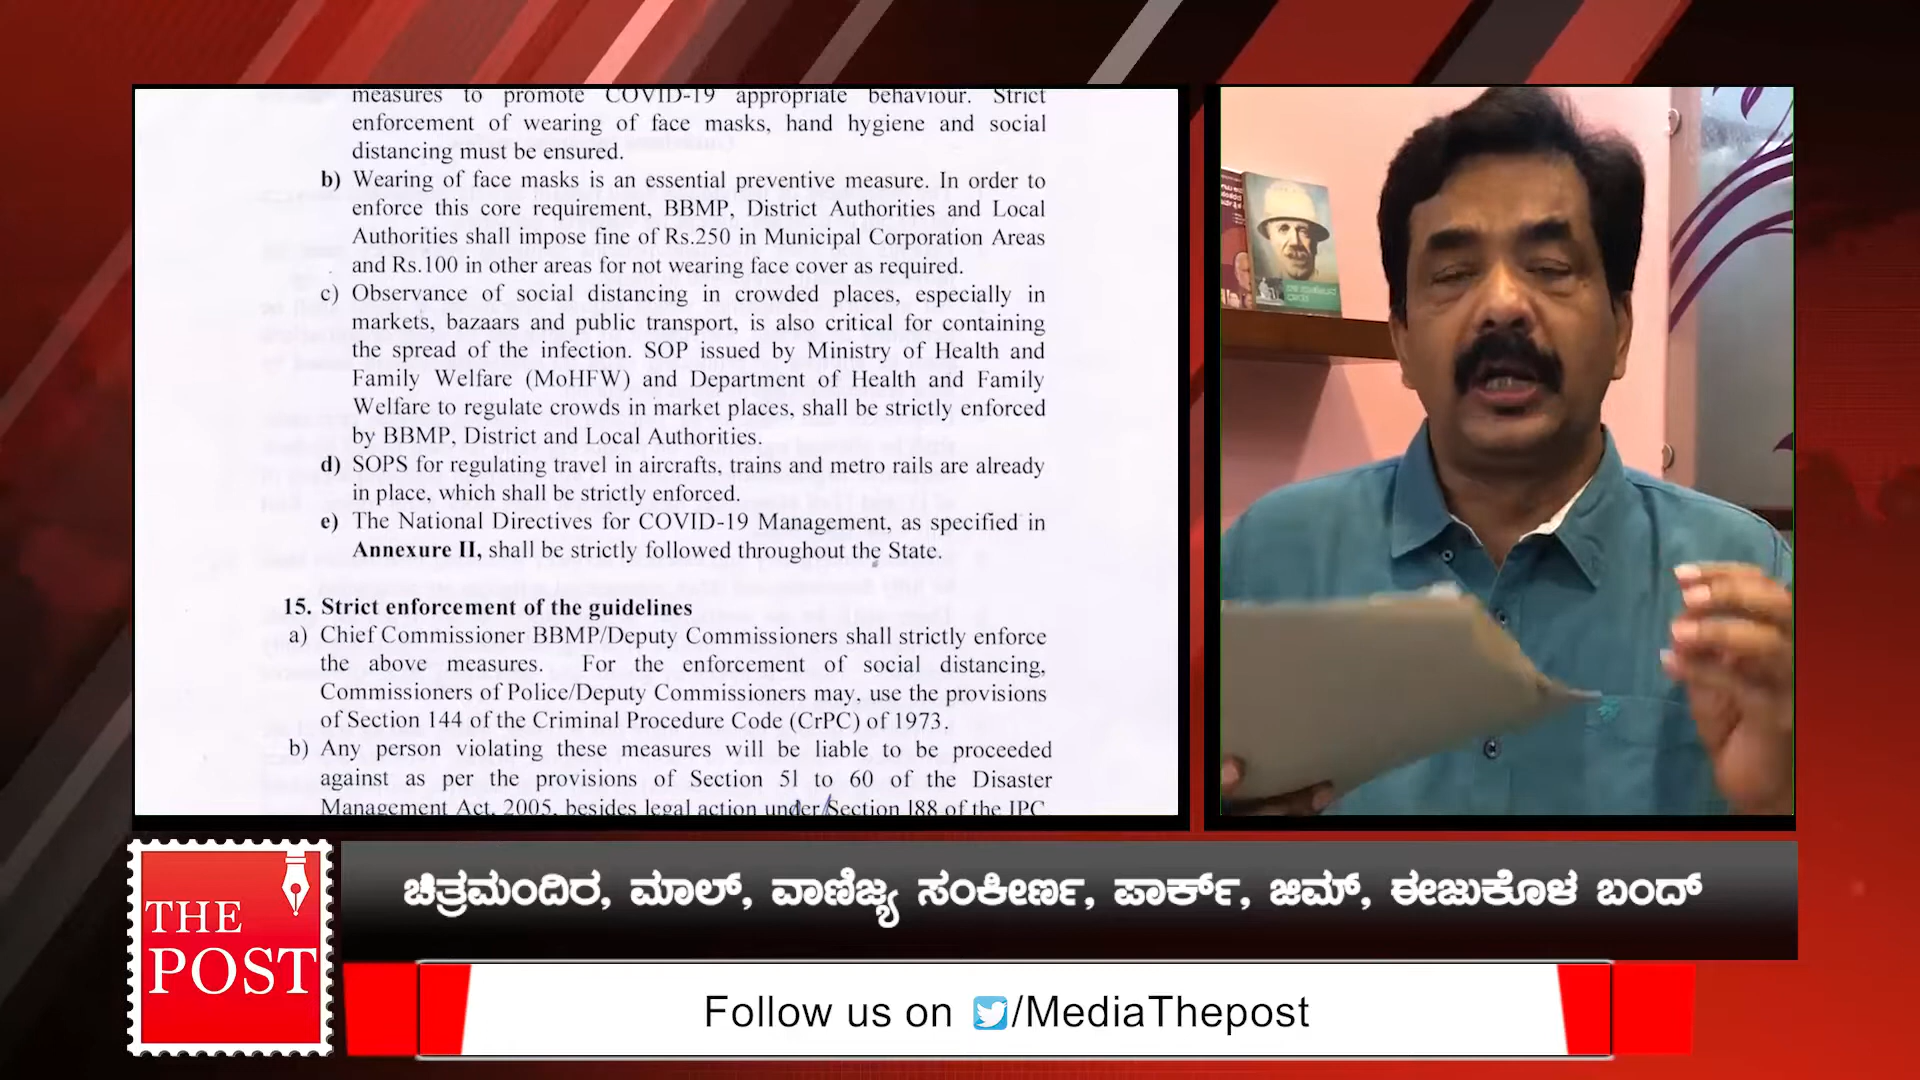 measures to promote COVID-19 appropriate behaviour. Strict
enforcement of wearing of face masks, hand hygiene and social
distancing must be ensured.
b) Wearing of face masks is an essential preventive measure. In order to
enforce this core requirement, BBMP, District Authorities and Local
Authorities shall impose fine of Rs.250 in Municipal Corporation Areas
and Rs.100 in other areas for not wearing face cover as required.
c) Observance of social distancing in crowded places, especially in
markets, bazaars and public transport, is also critical for containing
the spread of the infection. SOP issued by Ministry of Health and
Family Welfare (MoHFW) and Department of Health and Family
Welfare to regulate crowds in market places, shall be strictly enforced
by BBMP, District and Local Authorities.
d) SOPS for regulating travel in aircrafts, trains and metro rails are already
in place, which shall be strictly enforced.
e) The National Directives for COVID-19 Management, as specified in
Annexure II, shall be strictly followed throughout the State.
15. Strict enforcement of the guidelines
a) Chief Commissioner BBMP/Deputy Commissioners shall strictly enforce
the above measures. For the enforcement of social distancing,
Commissioners of Police/Deputy Commissioners may, use the provisions
of Section 144 of the Criminal Procedure Code (CrPC) of 1973.
b) Any person violating these measures will be liable to be proceeded
against as per the provisions of Section 51 to 60 of the Disaster
Management Act, 2005, besides legal action under Section 188 of the IPC
ಚಿತ್ರಮಂದಿರ, ಮಾಲ್, ವಾಣಿಜ್ಯ ಸಂಕೀರ್ಣ, ಪಾರ್ಕ್, ಜಿಮ್, ಈಜುಕೊಳ ಬಂದ್
THE
POST
Follow us on /MediaThepost